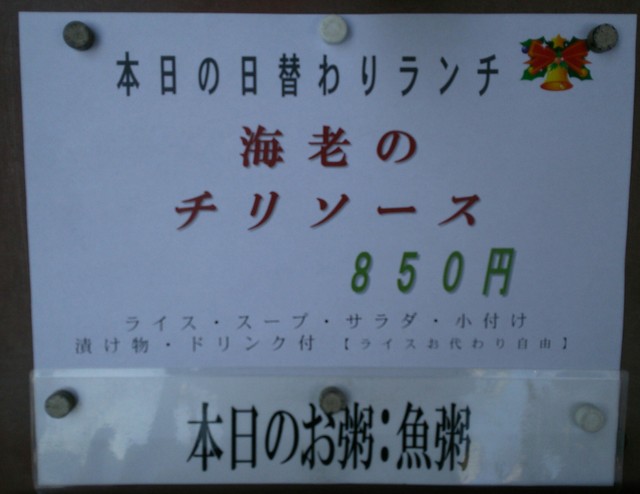 本日の日替わりランチ
海老の
チリソース
850円
ライス・スープ・サラダ・小付け
漬け物・ドリンク付【ライスお代わり自由】
本日のお粥:魚粥